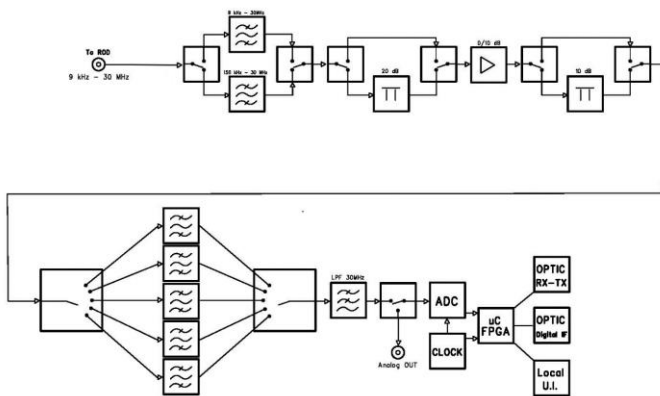 9 kHz - 30MHz
To ROD
9 kHz - 30 MHz
150 kHz - 30 MHz
20 dB
0/10 dB
10 dB
LPF 30MHz
Analog OUT
ADC
CLOCK
uC
FPGA
OPTIC
RX-TX
OPTIC
Digital IF
Local
U.I.